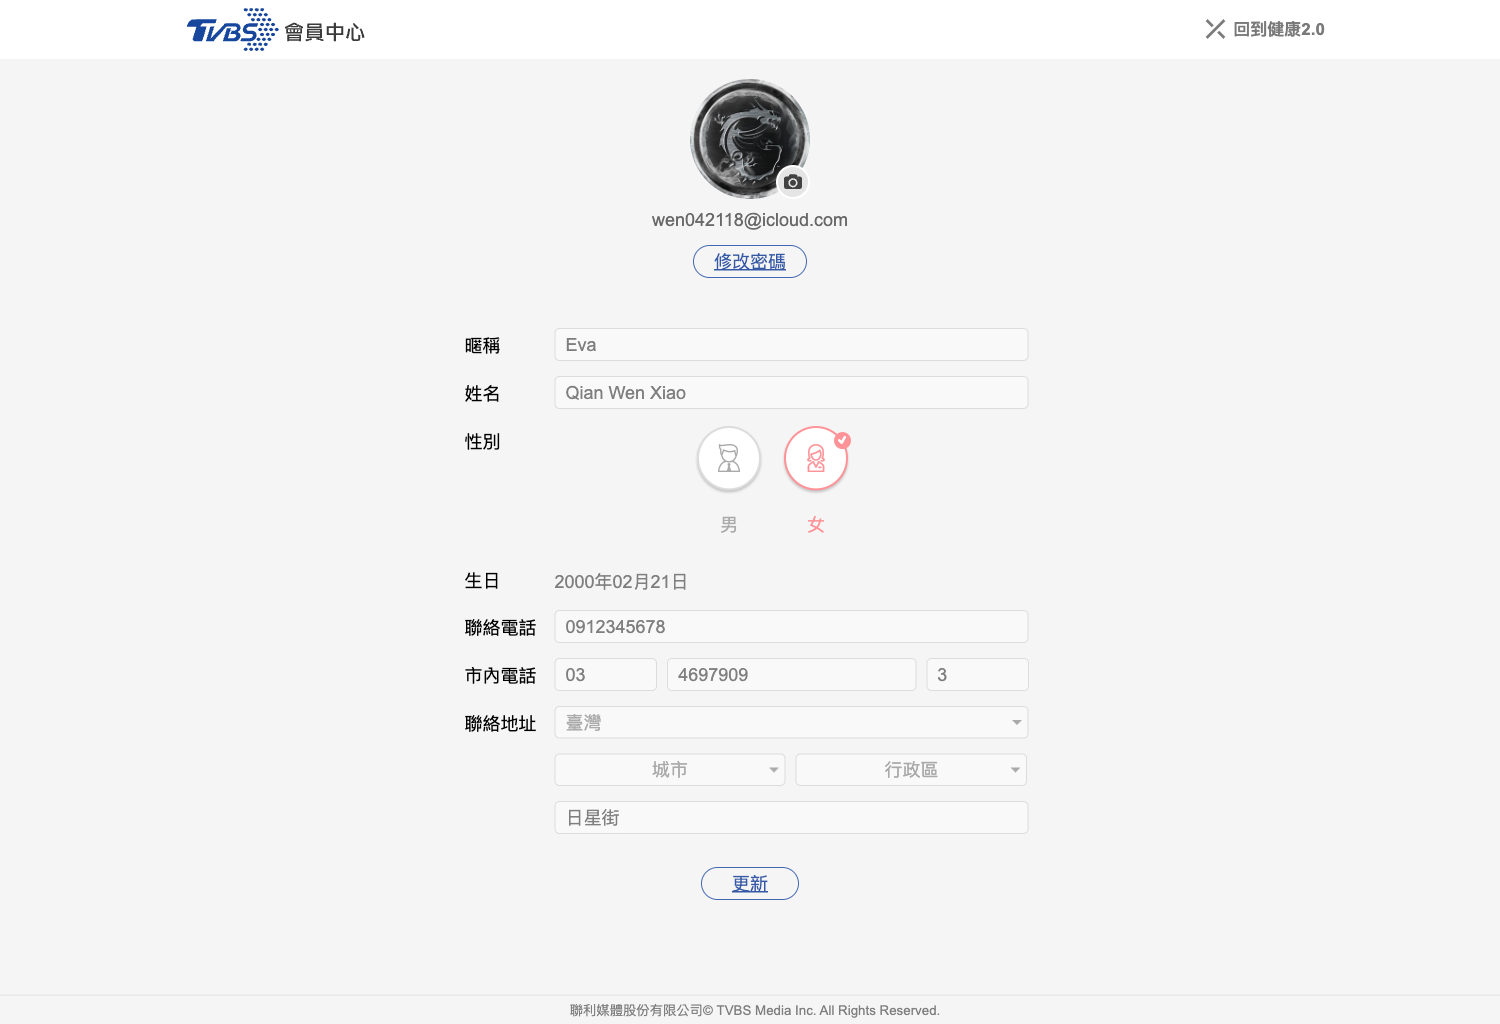 TVBS 會員中心
回到健康2.0
wen042118@icloud.com
修改密碼
暱稱 Eva
姓名 Qian Wen Xiao
性別
男 女
生日 2000年02月21日
聯絡電話 0912345678
市內電話 03 4697909 3
聯絡地址 臺灣
城市 行政區
日星街
更新
聯利媒體股份有限公司© TVBS Media Inc. All Rights Reserved.